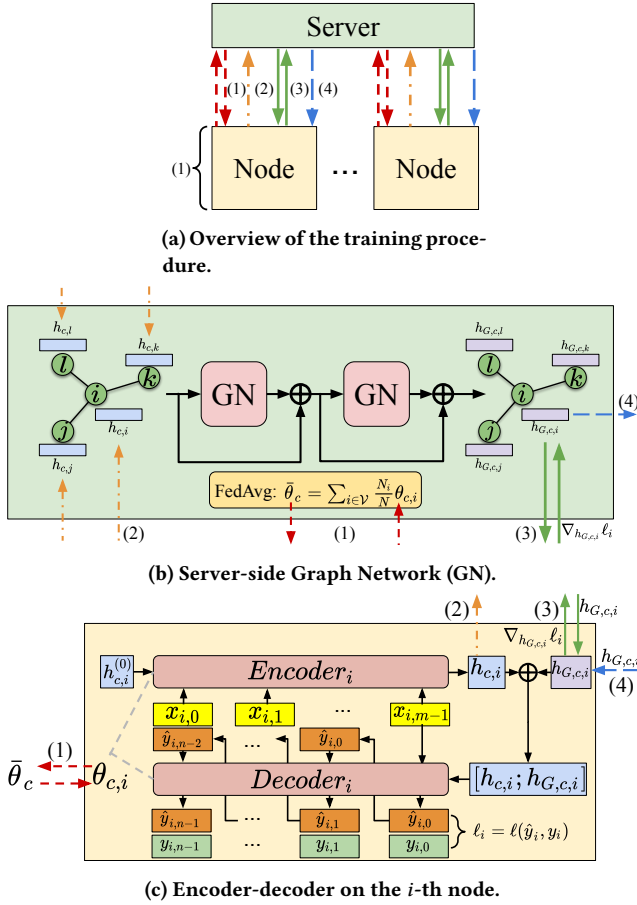 Server
(1) (2) (3) (4)
(1)
Node ... Node
(a) Overview of the training proce-
dure.
h_{c,l} h_{c,k} h_{G,c,l} h_{G,c,k}
l k i j GN ⊕ GN ⊕ l k i j
h_{c,i} h_{G,c,i} (4)
h_{c,j} h_{G,c,j}
FedAvg: \bar{θ}_c = ∑_{i∈𝒱} \frac{N_i}{N} θ_{c,i}
(2) (1) (3) ∇_{h_{G,c,i}} ℓ_i
(b) Server-side Graph Network (GN).
(2) (3) h_{G,c,i}
∇_{h_{G,c,i}} ℓ_i
h_{c,i}^{(0)} Encoder_i h_{c,i} ⊕ h_{G,c,i} h_{G,c,i}
(4)
x_{i,0} x_{i,1} ... x_{i,m-1}
ŷ_{i,n-2} ... ŷ_{i,0}
(1)
\bar{θ}_c θ_{c,i} Decoder_i [h_{c,i}; h_{G,c,i}]
ŷ_{i,n-1} ... ŷ_{i,1} ŷ_{i,0}
y_{i,n-1} ... y_{i,1} y_{i,0} ℓ_i = ℓ(ŷ_i, y_i)
(c) Encoder-decoder on the i-th node.